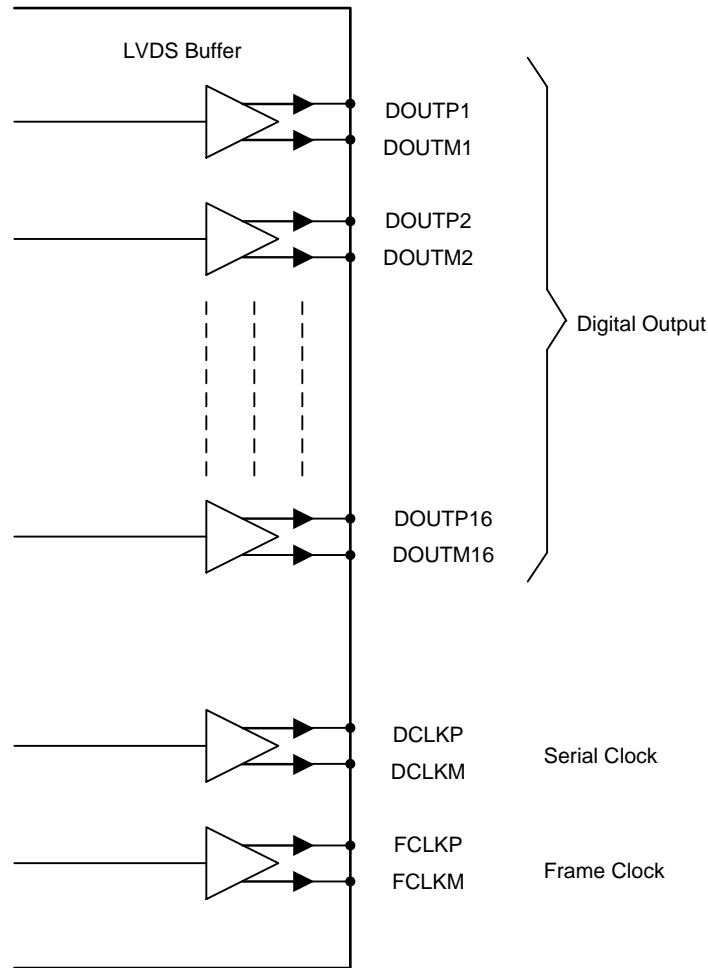 LVDS Buffer
DOUTP1
DOUTM1
DOUTP2
DOUTM2
Digital Output
DOUTP16
DOUTM16
DCLKP
Serial Clock
DCLKM
FCLKP
Frame Clock
FCLKM